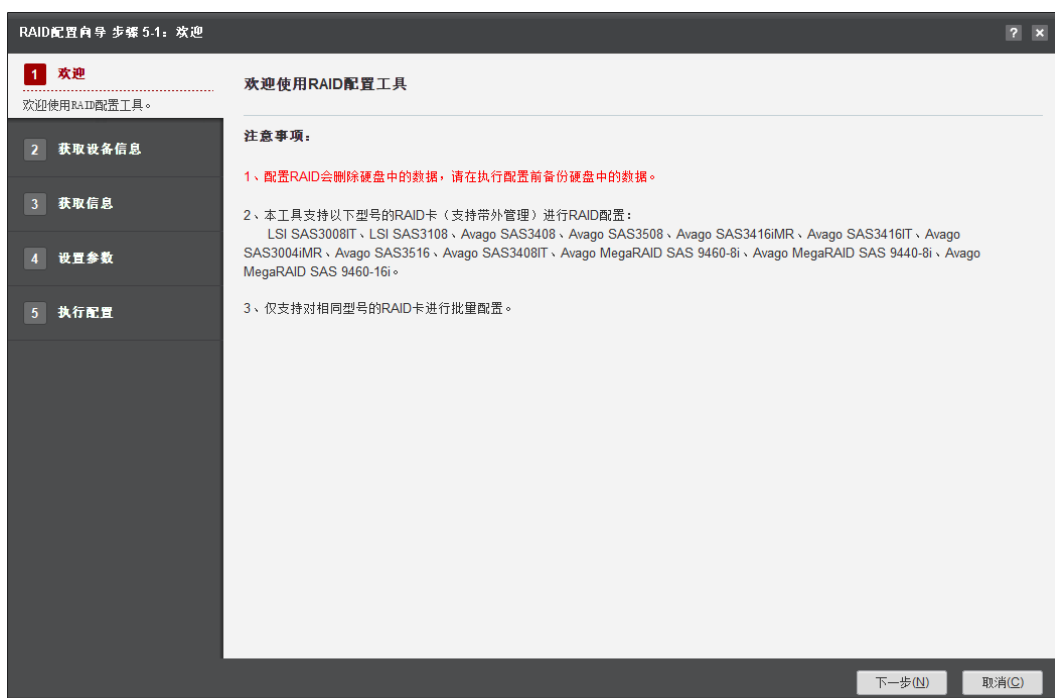 RAID配置向导 步骤 5-1：欢迎
? ×
1 欢迎
欢迎使用RAID配置工具。
2 获取设备信息
3 获取信息
4 设置参数
5 执行配置
欢迎使用RAID配置工具
注意事项：
1、配置RAID会删除硬盘中的数据，请在执行配置前备份硬盘中的数据。
2、本工具支持以下型号的RAID卡（支持带外管理）进行RAID配置：
LSI SAS3008IT、LSI SAS3108、Avago SAS3408、Avago SAS3508、Avago SAS3416iMR、Avago SAS3416IT、Avago
SAS3004iMR、Avago SAS3516、Avago SAS3408IT、Avago MegaRAID SAS 9460-8i、Avago MegaRAID SAS 9440-8i、Avago
MegaRAID SAS 9460-16i。
3、仅支持对相同型号的RAID卡进行批量配置。
下一步(N) 取消(C)